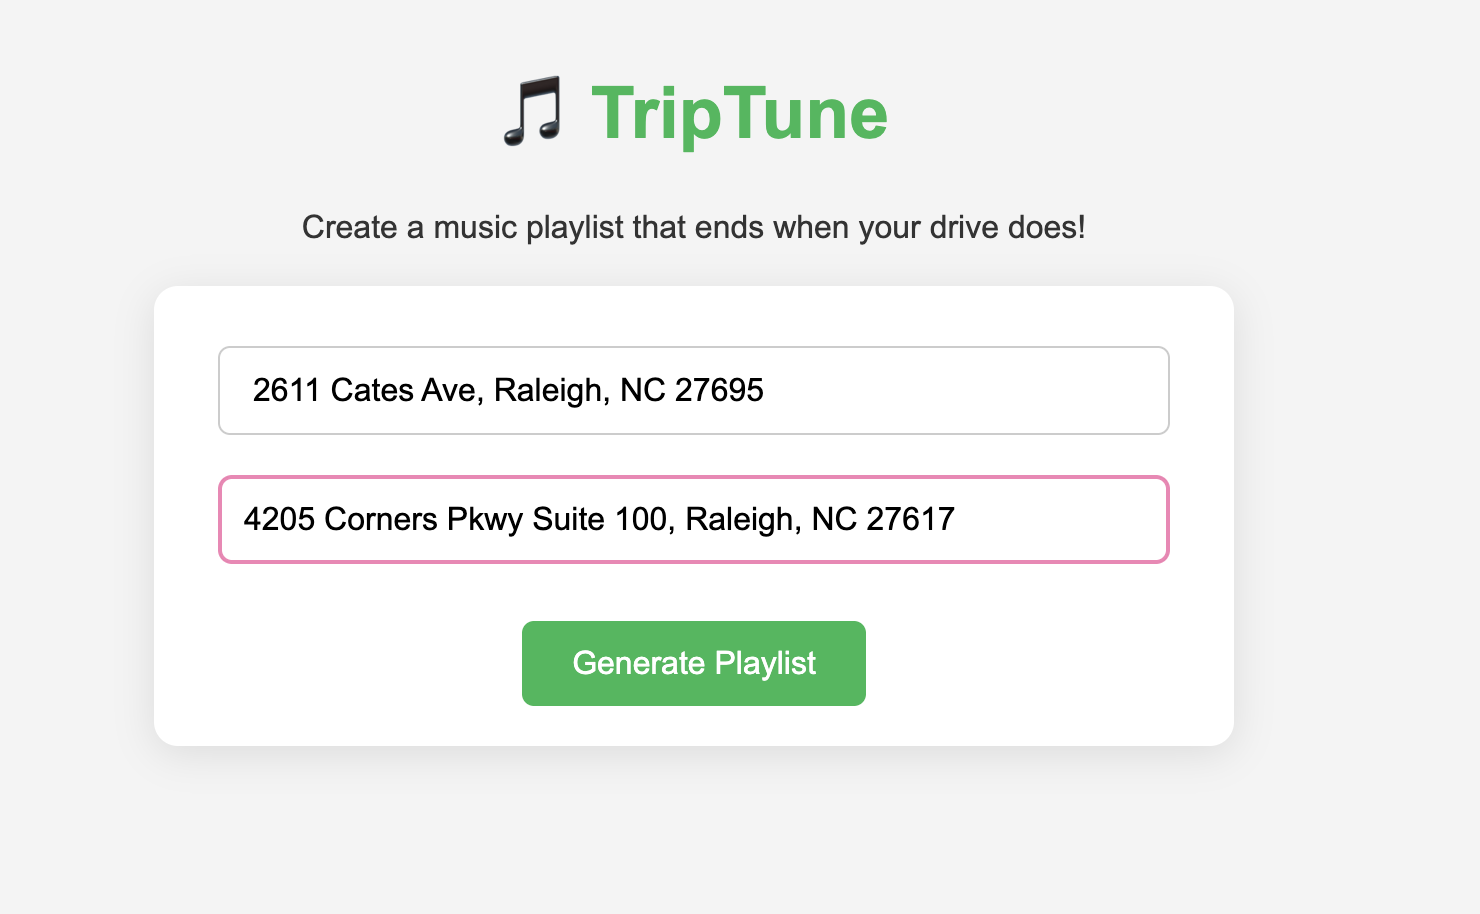 TripTune
Create a music playlist that ends when your drive does!
2611 Cates Ave, Raleigh, NC 27695
4205 Corners Pkwy Suite 100, Raleigh, NC 27617
Generate Playlist